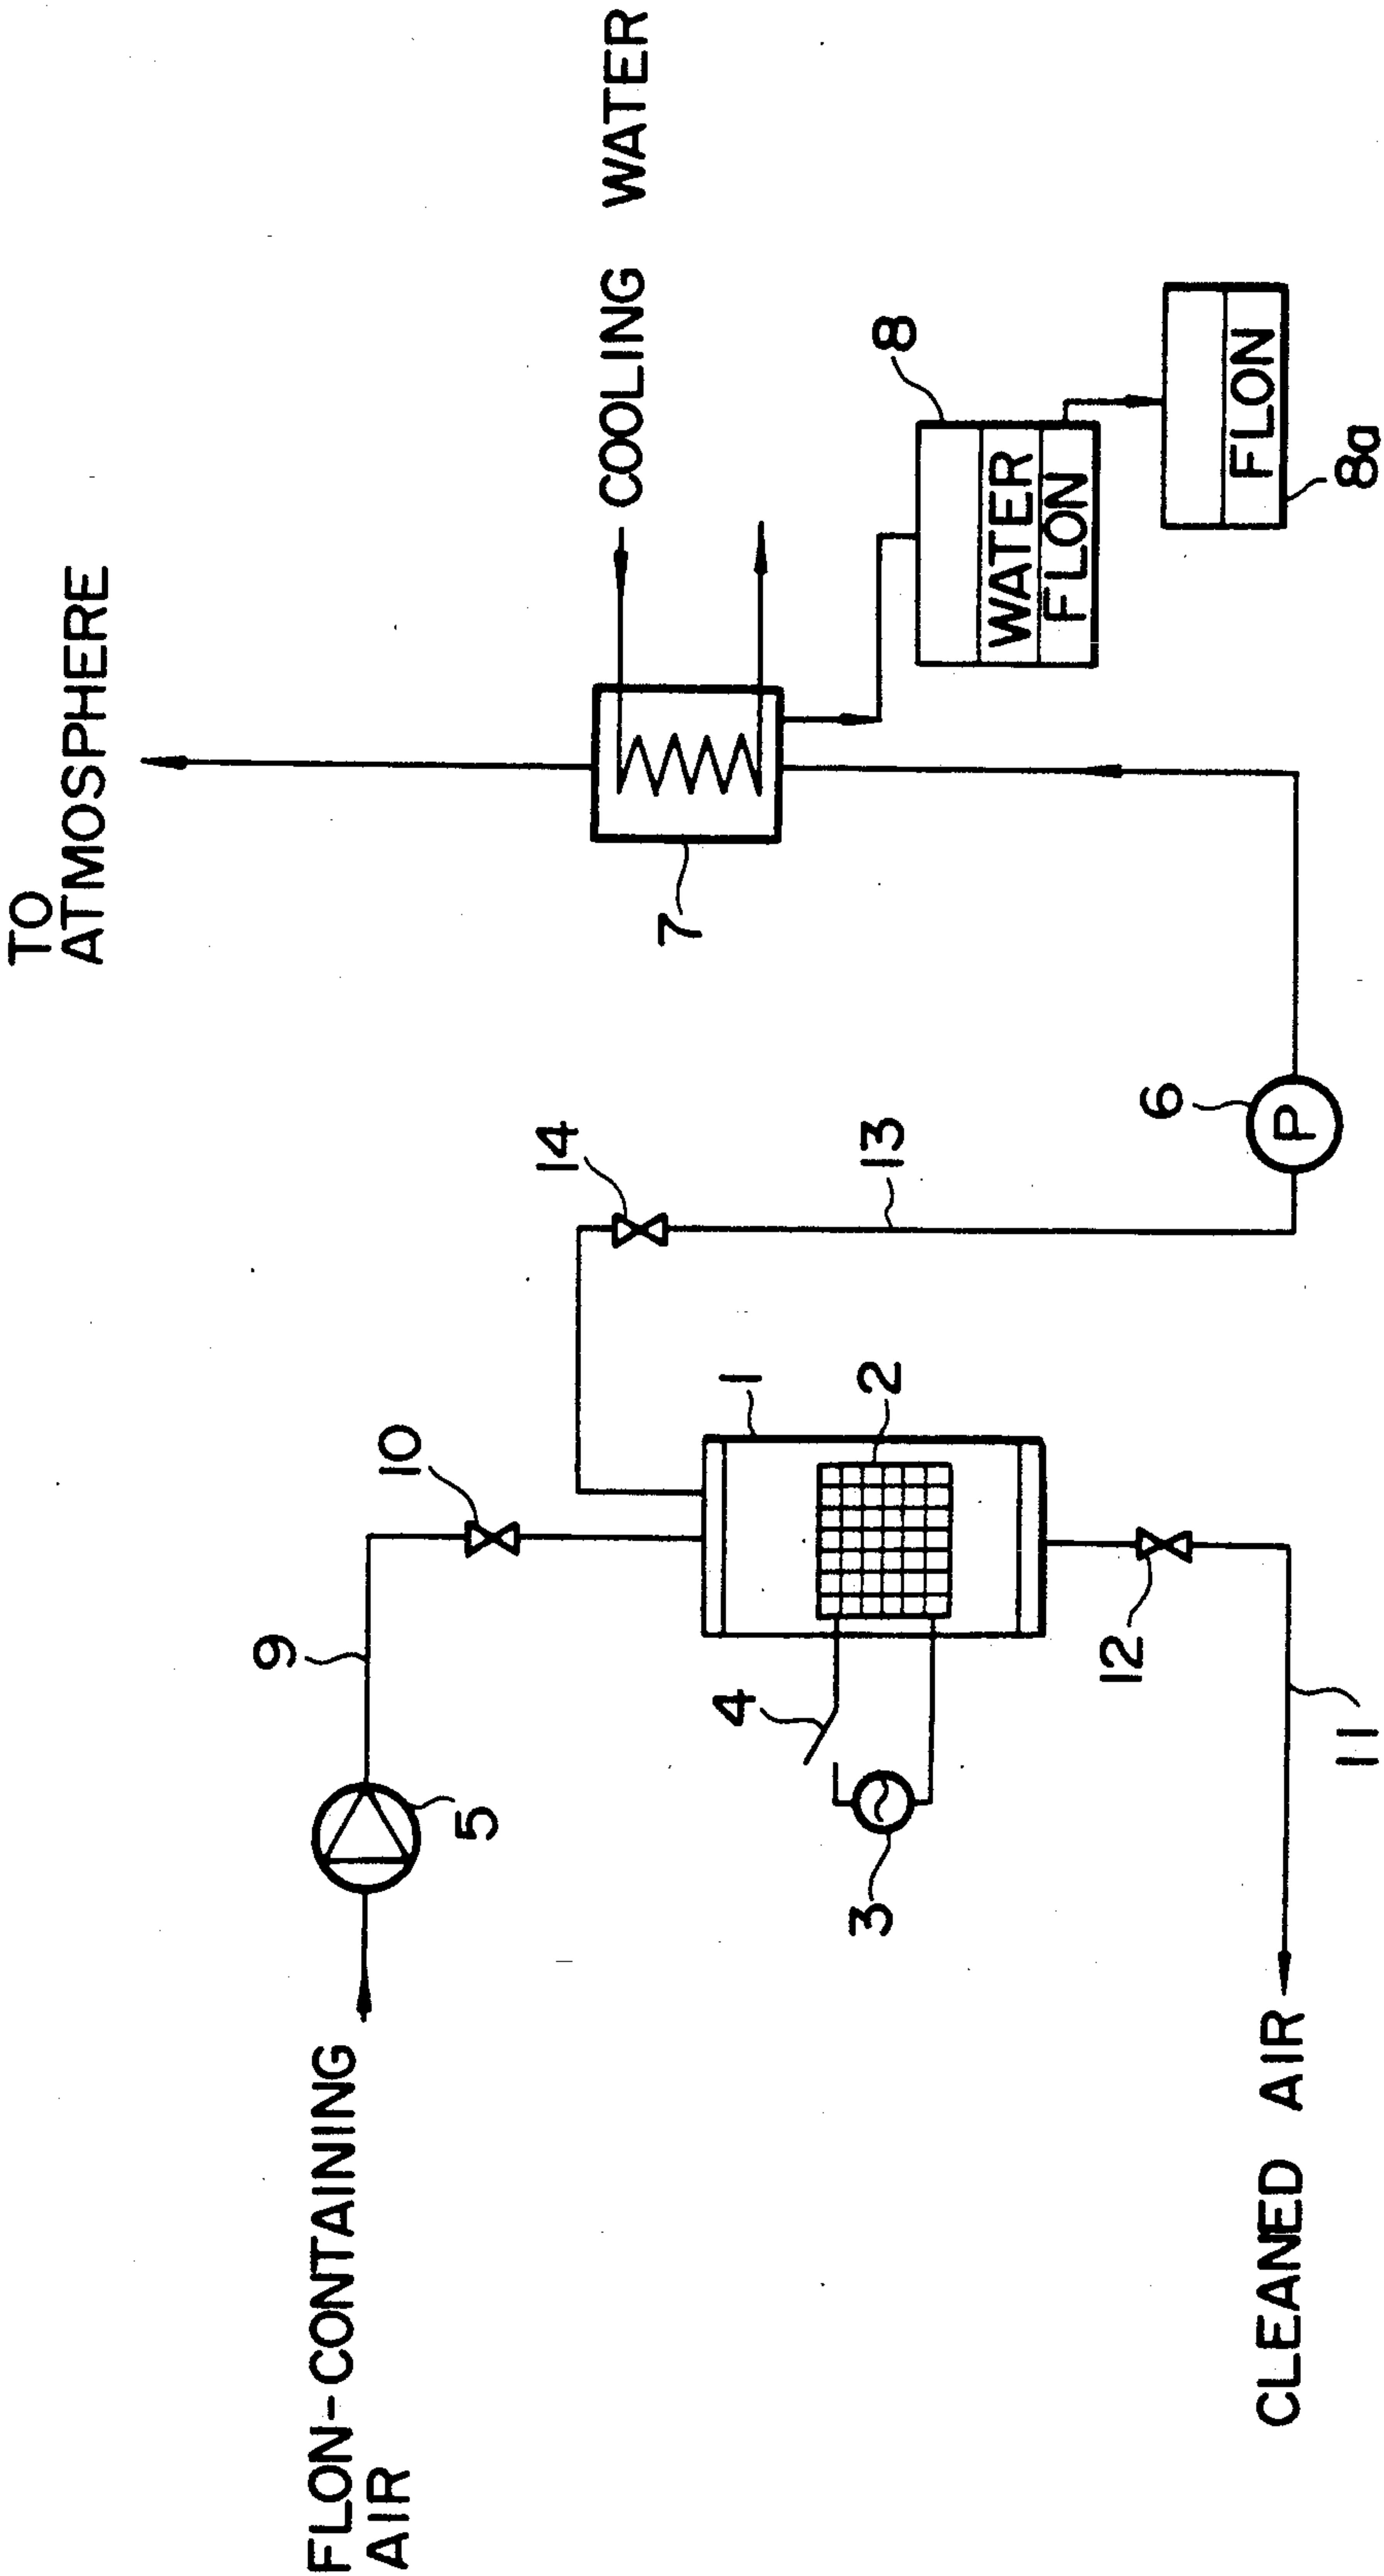 TO
ATMOSPHERE
COOLING WATER
FLON-CONTAINING
AIR
9
10
14
7
8
WATER
FLON
FLON
8a
5
4
3
1
2
13
6
P
12
11
CLEANED AIR